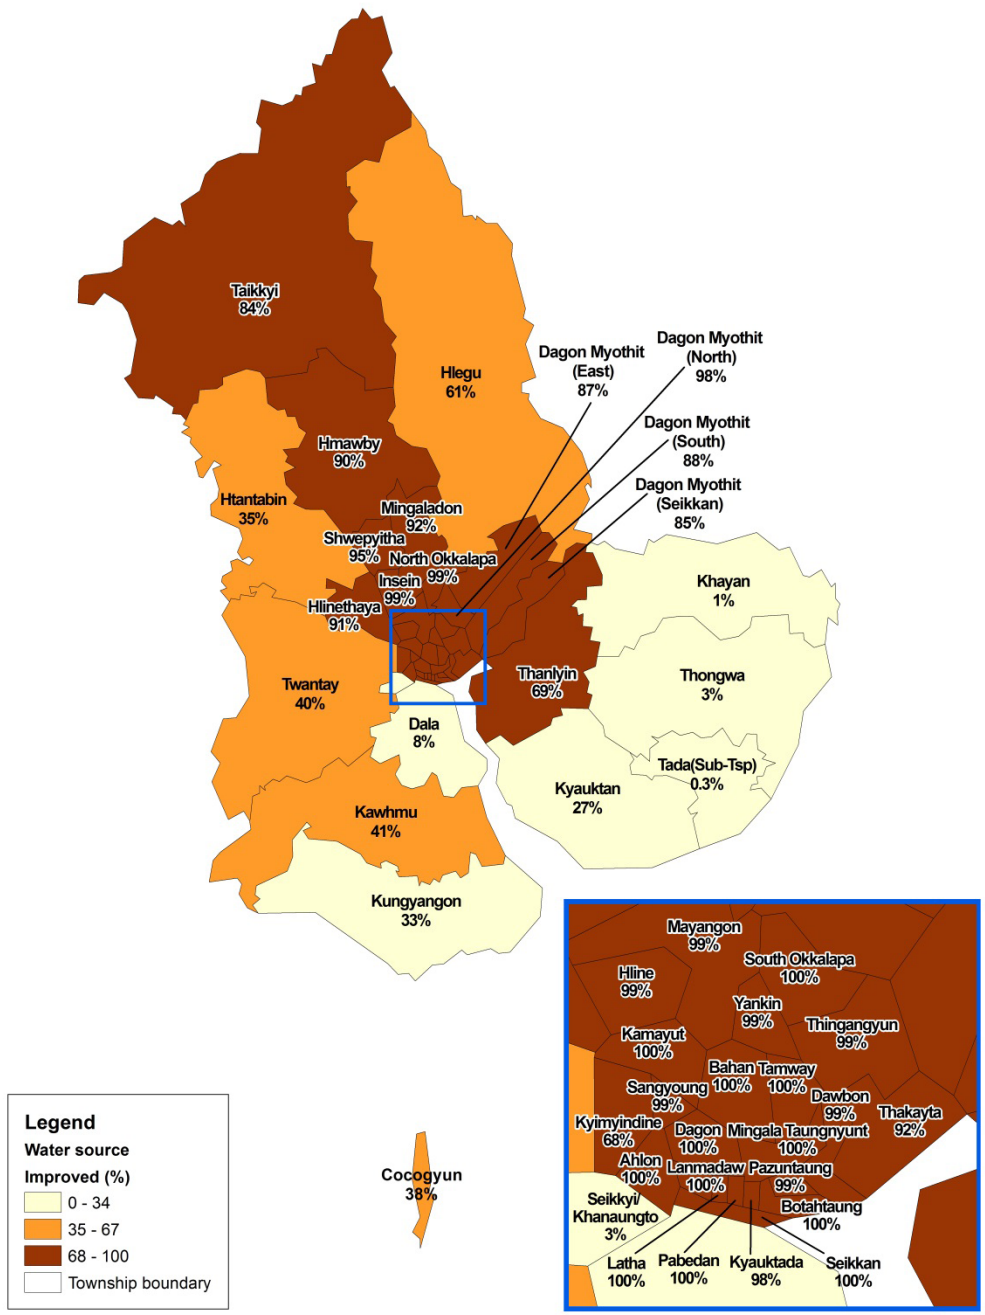 Taikkyi
84%
Hlegu
61%
Dagon Myothit
(East)
87%
Dagon Myothit
(North)
98%
Dagon Myothit
(South)
88%
Dagon Myothit
(Seikkan)
85%
Hmawby
90%
Htantabin
35%
Mingaladon
92%
Shwepyitha
95%
North Okkalapa
99%
Insein
99%
Hlinethaya
91%
Khayan
1%
Thongwa
3%
Thanlyin
69%
Twantay
40%
Dala
8%
Tada(Sub-Tsp)
0.3%
Kyauktan
27%
Kawhmu
41%
Kungyangon
33%
Cocogyun
38%
Mayangon
99%
South Okkalapa
100%
Hline
99%
Yankin
99%
Thingangyun
99%
Kamayut
100%
Bahan
100%
Tamway
100%
Sangyoung
99%
Dawbon
99%
Thakayta
92%
Kyimyindine
68%
Dagon
100%
Mingala Taungnyunt
100%
Ahlon
100%
Lanmadaw
100%
Pazuntaung
99%
Seikkyi/
Khanaungto
3%
Botahtaung
100%
Latha
100%
Pabedan
100%
Kyauktada
98%
Seikkan
100%
Legend
Water source
Improved (%)
0 - 34
35 - 67
68 - 100
Township boundary